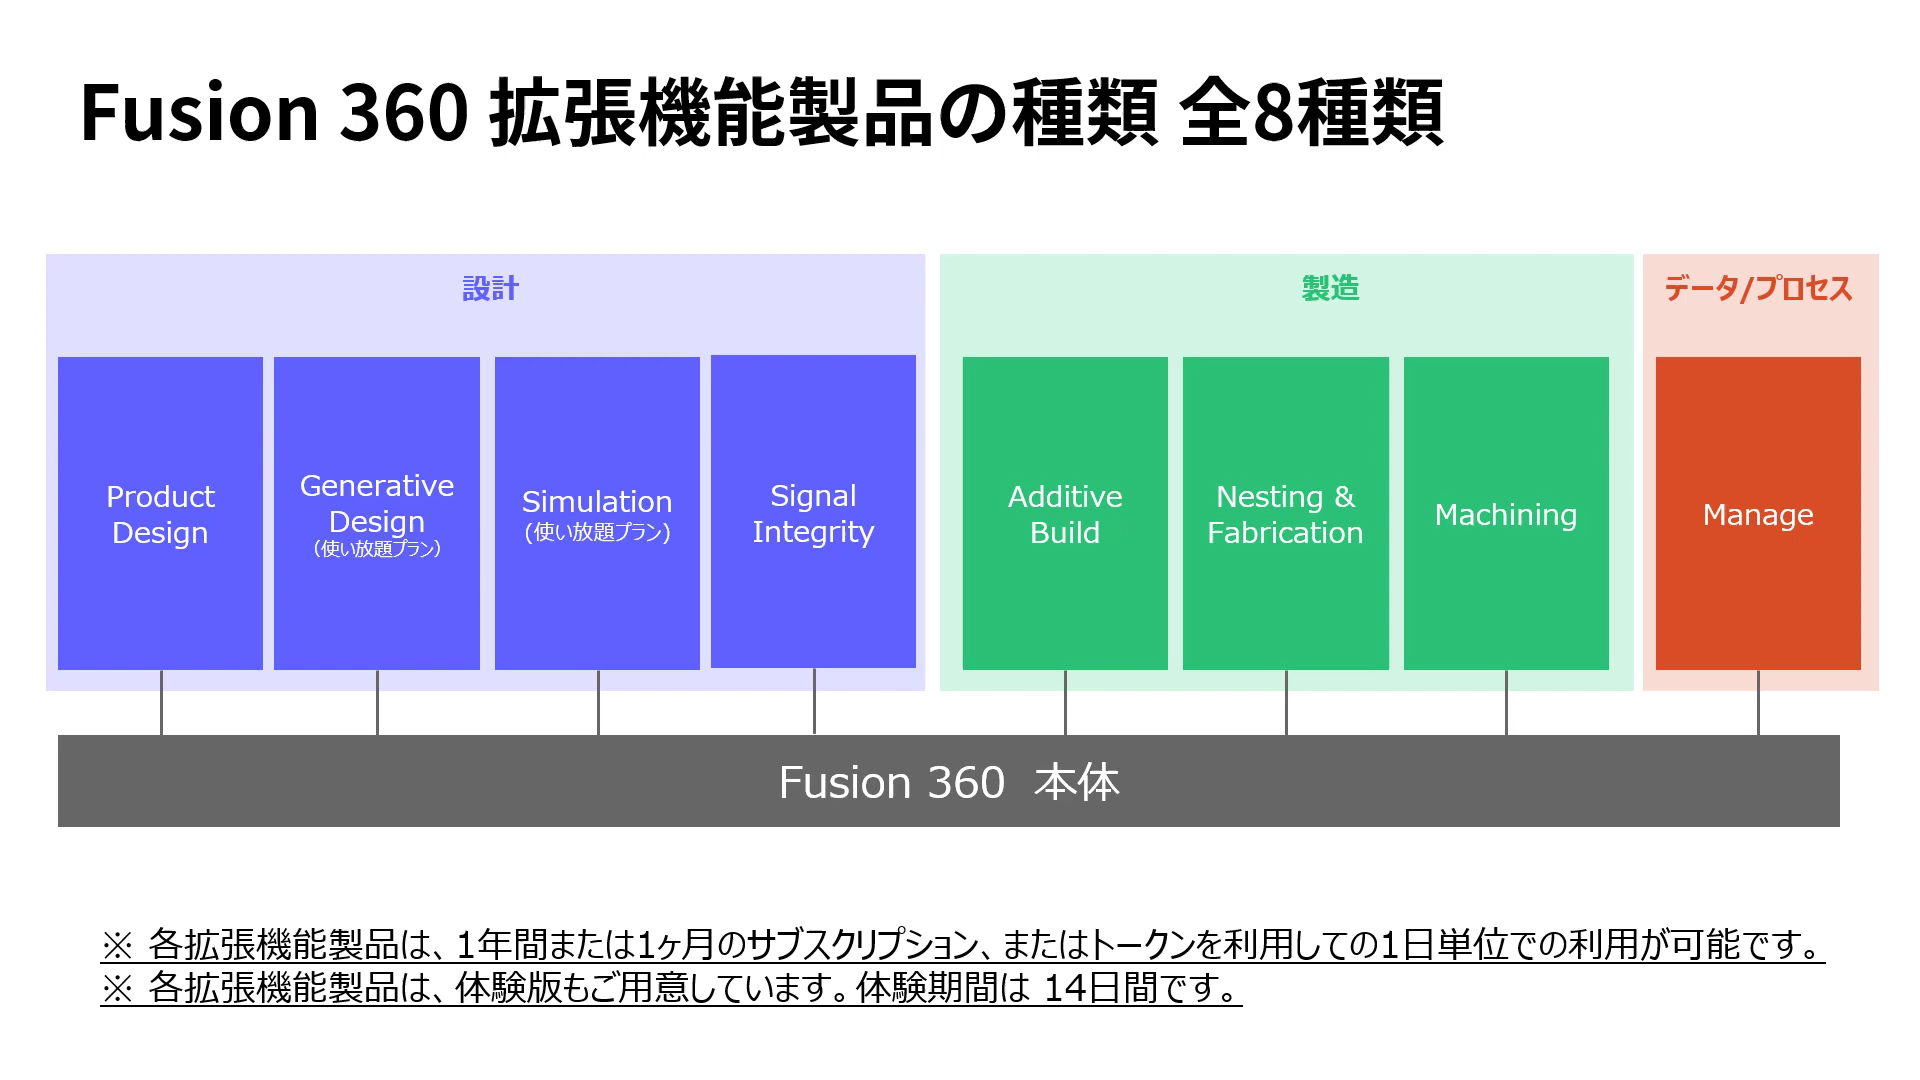 Fusion 360 拡張機能製品の種類 全8種類
設計
Product
Design
Generative
Design
（使い放題プラン）
Simulation
(使い放題プラン)
Signal
Integrity
製造
Additive
Build
Nesting &
Fabrication
Machining
データ/プロセス
Manage
Fusion 360 本体
※ 各拡張機能製品は、1年間または1ヶ月のサブスクリプション、またはトークンを利用しての1日単位での利用が可能です。
※ 各拡張機能製品は、体験版もご用意しています。体験期間は 14日間です。